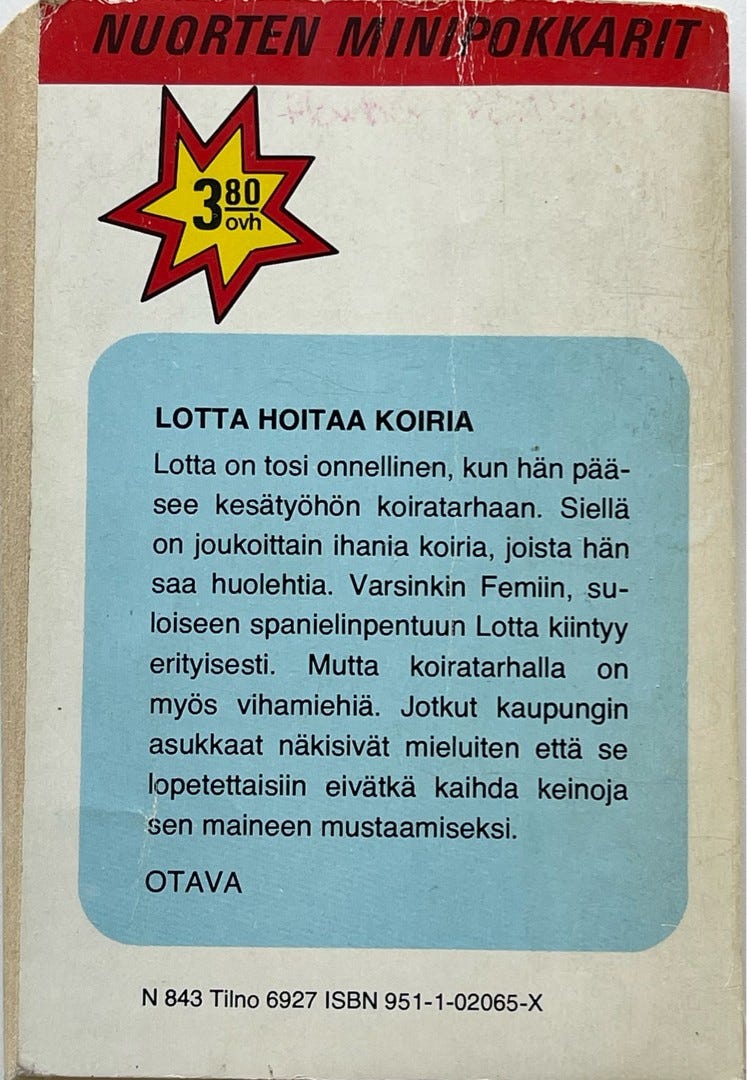 NUORTEN MINIPOKKARIT
3 80
ovh
LOTTA HOITAA KOIRIA
Lotta on tosi onnellinen, kun hän pää-
see kesätyöhön koiratarhaan. Siellä
on joukoittain ihania koiria, joista hän
saa huolehtia. Varsinkin Femiin, su-
loiseen spanielinpentuun Lotta kiintyy
erityisesti. Mutta koiratarhalla on
myös vihamiehiä. Jotkut kaupungin
asukkaat näkisivät mieluiten että se
lopetettaisiin eivätkä kaihda keinoja
sen maineen mustaamiseksi.
OTAVA
N 843 Tilno 6927 ISBN 951-1-02065-X